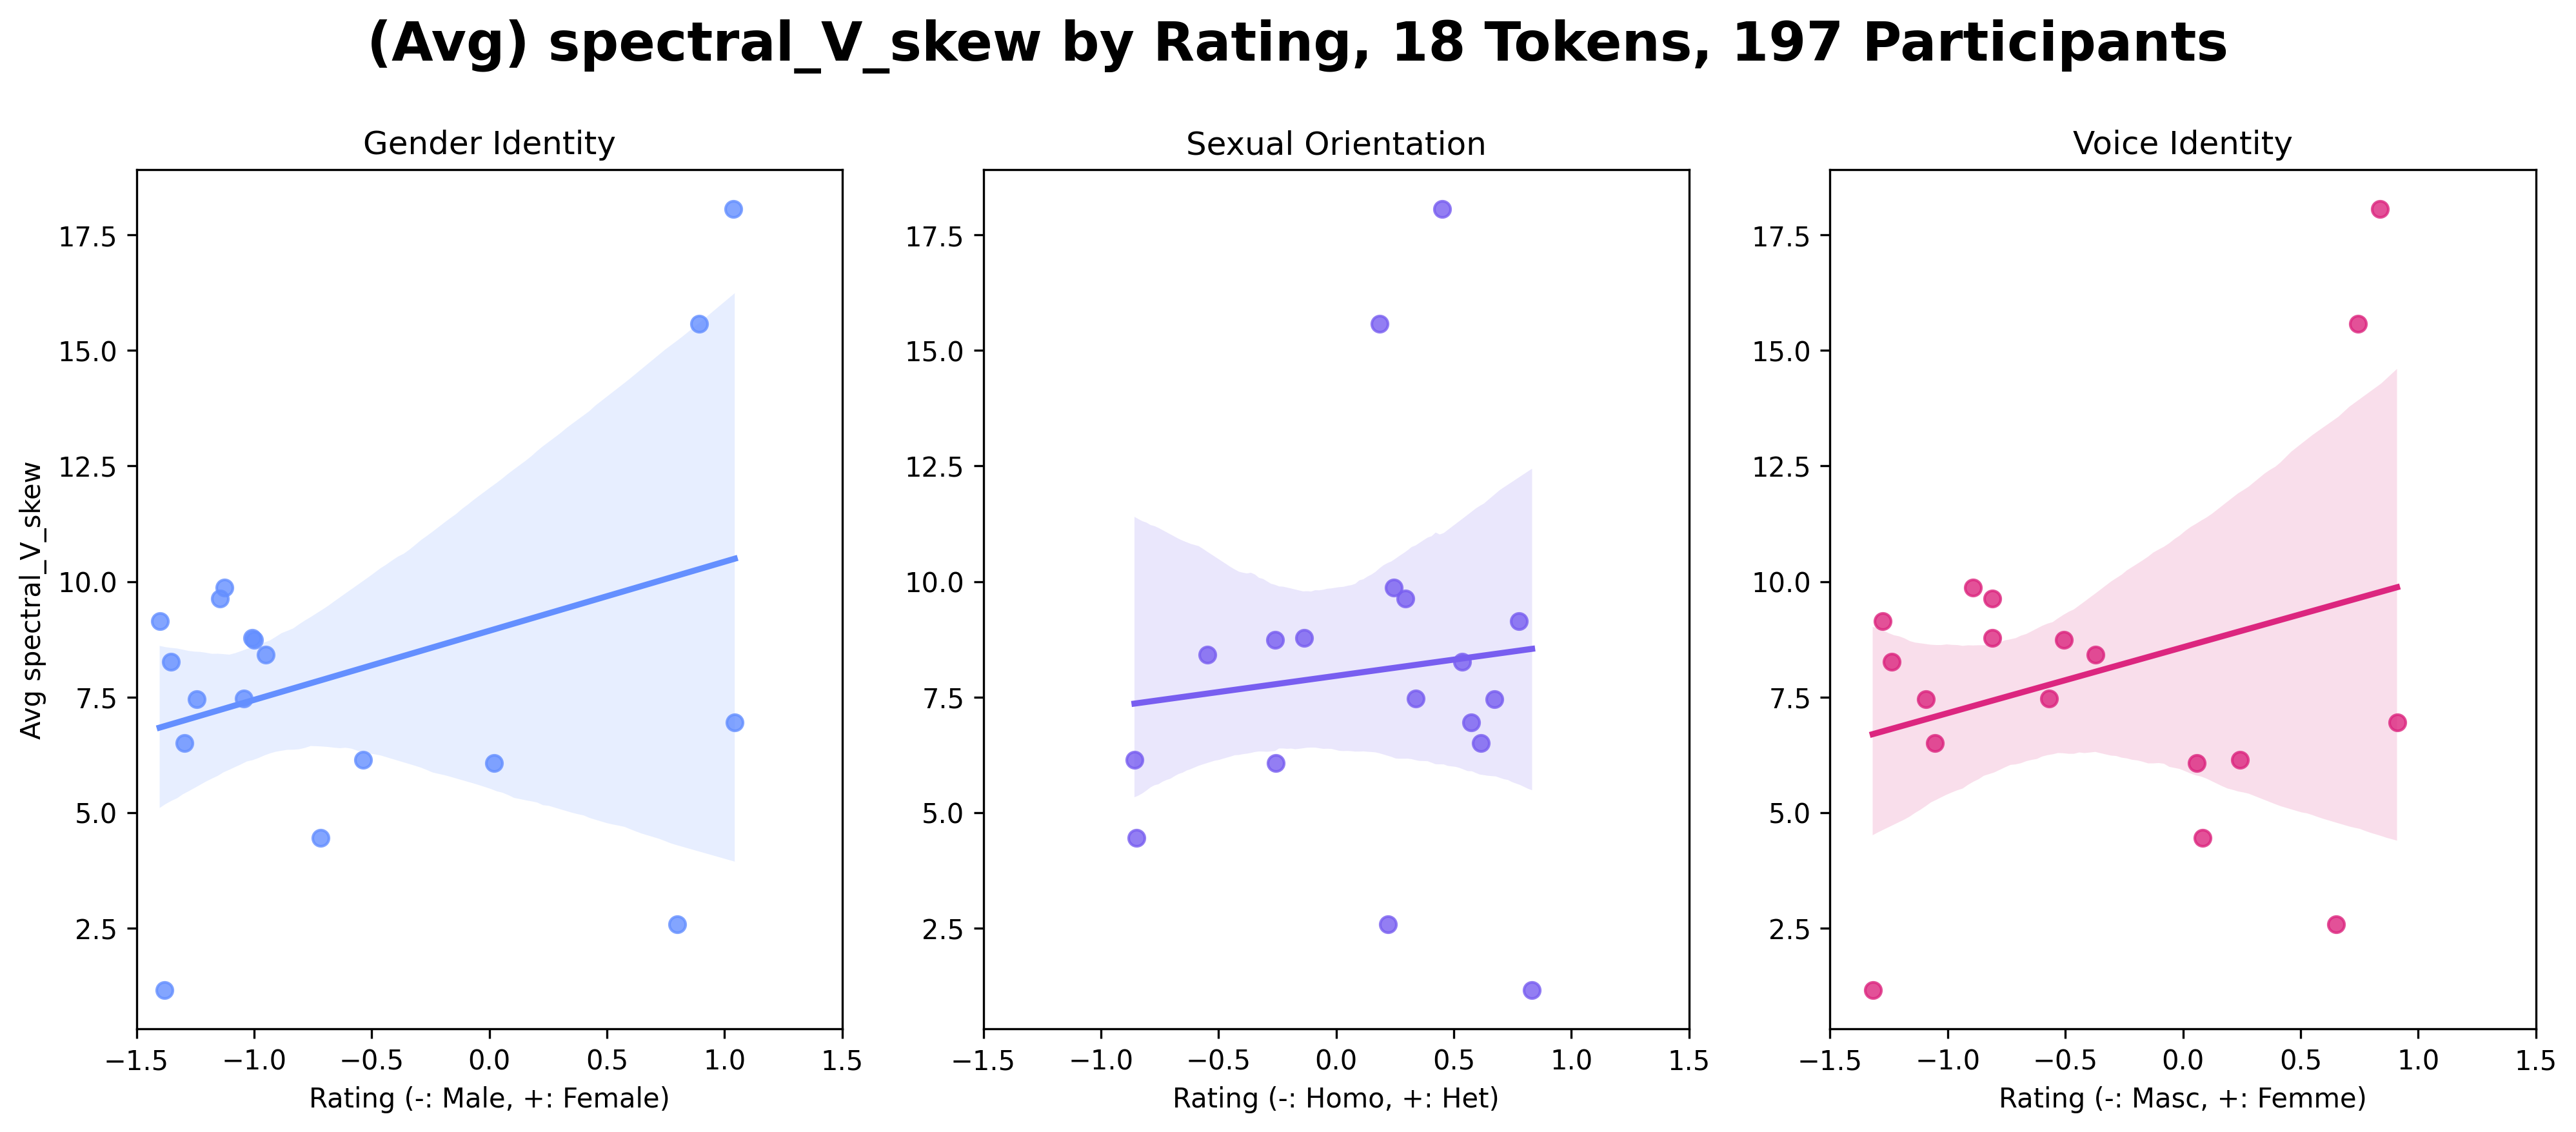 (Avg) spectral_V_skew by Rating, 18 Tokens, 197 Participants
Gender Identity
Avg spectral_V_skew
17.5
15.0
12.5
10.0
7.5
5.0
2.5
−1.5 −1.0 −0.5 0.0 0.5 1.0 1.5
Rating (-: Male, +: Female)
Sexual Orientation
17.5
15.0
12.5
10.0
7.5
5.0
2.5
−1.5 −1.0 −0.5 0.0 0.5 1.0 1.5
Rating (-: Homo, +: Het)
Voice Identity
17.5
15.0
12.5
10.0
7.5
5.0
2.5
−1.5 −1.0 −0.5 0.0 0.5 1.0 1.5
Rating (-: Masc, +: Femme)